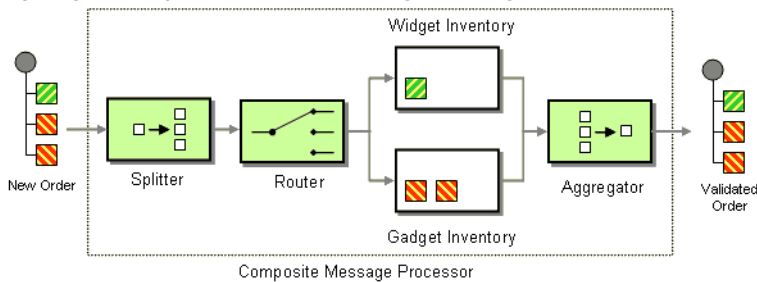 Widget Inventory
New Order
Splitter
Router
Aggregator
Validated
Order
Gadget Inventory
Composite Message Processor